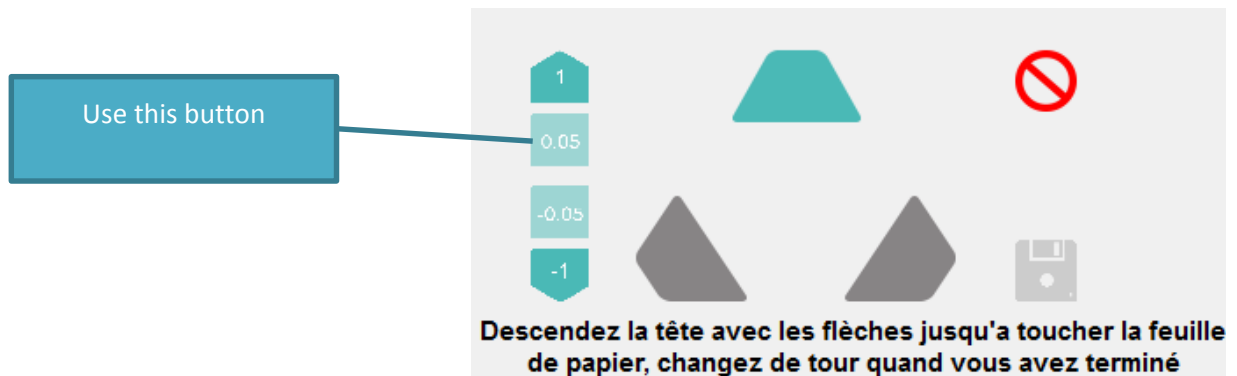 Use this button
1
0.05
-0.05
-1
Descendez la tête avec les flèches jusqu'a toucher la feuille
de papier, changez de tour quand vous avez terminé